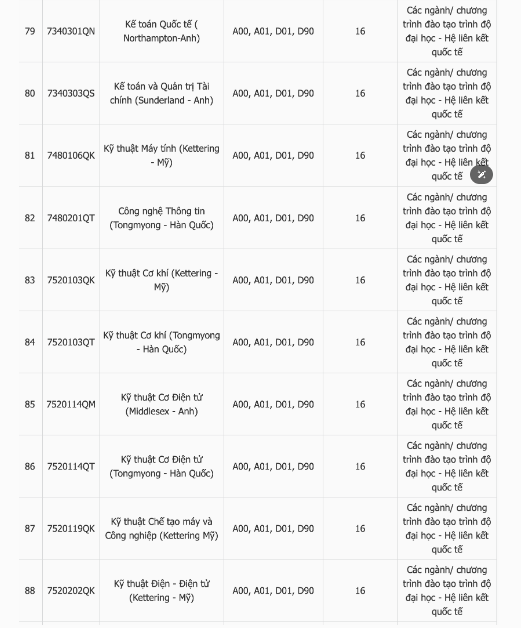 79 7340301QN Kế toán Quốc tế ( Northampton-Anh) A00, A01, D01, D90 16 Các ngành/ chương trình đào tạo trình độ đại học - Hệ liên kết quốc tế
80 7340303QS Kế toán và Quản trị Tài chính (Sunderland - Anh) A00, A01, D01, D90 16 Các ngành/ chương trình đào tạo trình độ đại học - Hệ liên kết quốc tế
81 7480106QK Kỹ thuật Máy tính (Kettering - Mỹ) A00, A01, D01, D90 16 Các ngành/ chương trình đào tạo trình độ đại học - Hệ liên kết quốc tế
82 7480201QT Công nghệ Thông tin (Tongmyong - Hàn Quốc) A00, A01, D01, D90 16 Các ngành/ chương trình đào tạo trình độ đại học - Hệ liên kết quốc tế
83 7520103QK Kỹ thuật Cơ khí (Kettering - Mỹ) A00, A01, D01, D90 16 Các ngành/ chương trình đào tạo trình độ đại học - Hệ liên kết quốc tế
84 7520103QT Kỹ thuật Cơ khí (Tongmyong - Hàn Quốc) A00, A01, D01, D90 16 Các ngành/ chương trình đào tạo trình độ đại học - Hệ liên kết quốc tế
85 7520114QM Kỹ thuật Cơ Điện tử (Middlesex - Anh) A00, A01, D01, D90 16 Các ngành/ chương trình đào tạo trình độ đại học - Hệ liên kết quốc tế
86 7520114QT Kỹ thuật Cơ Điện tử (Tongmyong - Hàn Quốc) A00, A01, D01, D90 16 Các ngành/ chương trình đào tạo trình độ đại học - Hệ liên kết quốc tế
87 7520119QK Kỹ thuật Chế tạo máy và Công nghiệp (Kettering Mỹ) A00, A01, D01, D90 16 Các ngành/ chương trình đào tạo trình độ đại học - Hệ liên kết quốc tế
88 7520202QK Kỹ thuật Điện - Điện tử (Kettering - Mỹ) A00, A01, D01, D90 16 Các ngành/ chương trình đào tạo trình độ đại học - Hệ liên kết quốc tế